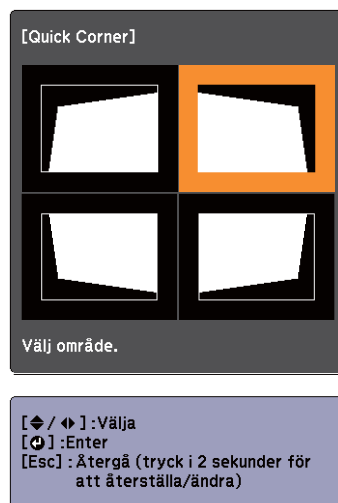 [Quick Corner]
Välj område.
[◆/◆] :Välja
[↵] :Enter
[Esc] : Återgå (tryck i 2 sekunder för
att återställa/ändra)